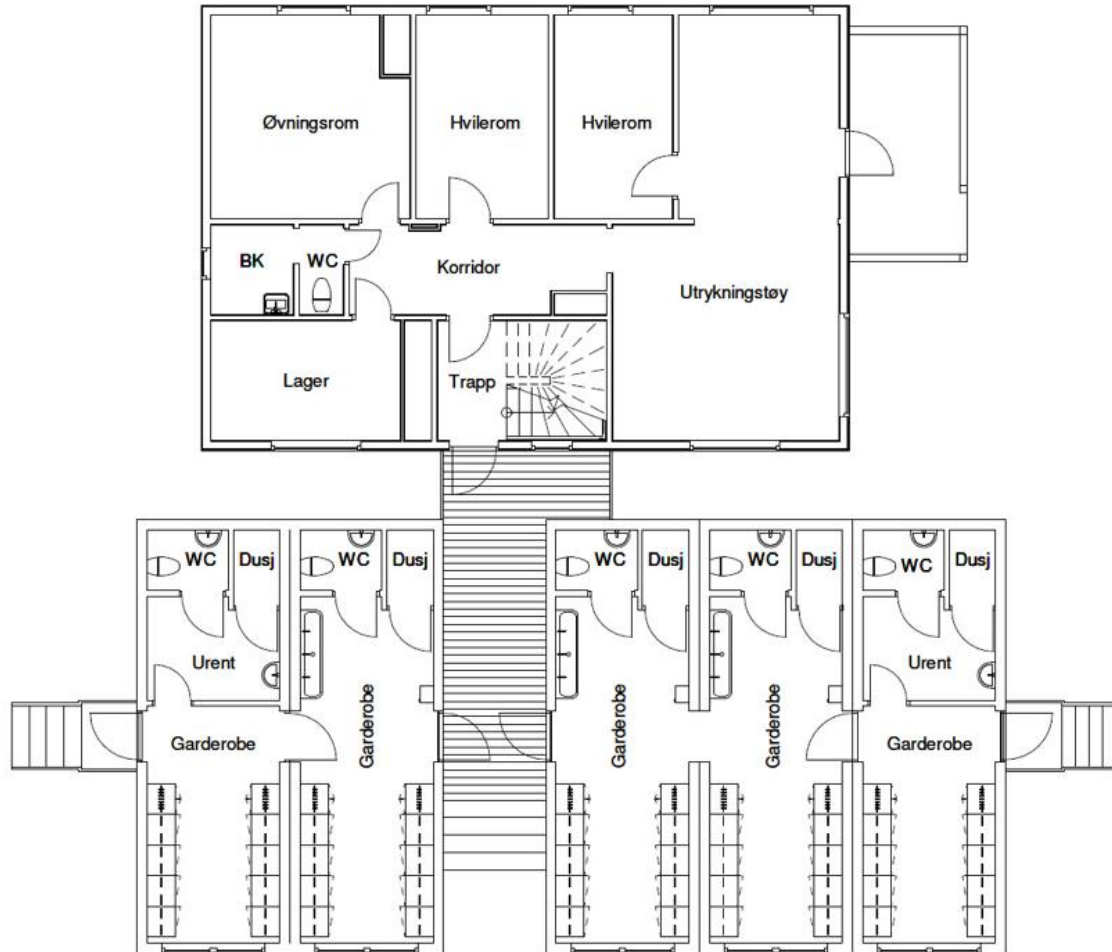 Øvningsrom
Hvilerom
Hvilerom
BK
WC
Korridor
Utrykningstøy
Lager
Trapp
WC
Dusj
WC
Dusj
WC
Dusj
WC
Dusj
WC
Dusj
Urent
Urent
Garderobe
Garderobe
Garderobe
Garderobe
Garderobe